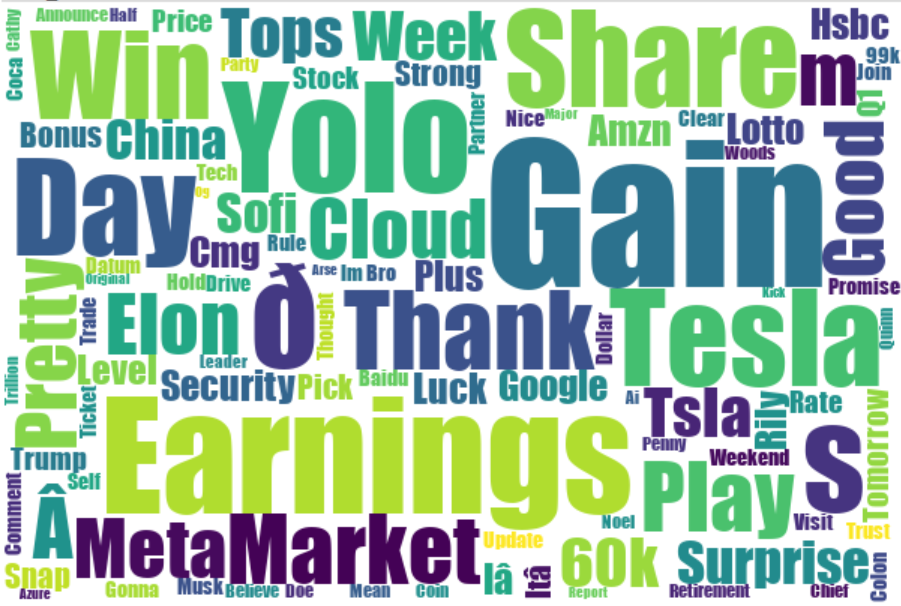 Cathy
Announce
Half
Price
Tops
Week
Share
m
Hsbc
99k
Join
Q1
Coca
Win
Party
Stock
Strong
Yolo
Partner
Nice
Major
Amzn
Clear
Lotto
Woods
Good
Bonus
China
Day
Tech
Og
Sofi
Cloud
Gain
Cmg
Rule
Datum
Original
Hold
Drive
Arse
Im
Bro
Plus
Promise
Kick
Pretty
Trade
Elon
ð
Thought
Thank
Dollar
Tesla
Quinn
Leader
Level
Trillion
Ticket
Security
Pick
Baidu
Luck
Google
Ai
Tsla
Rily
Rate
Tomorrow
Penny
Weekend
s
Earnings
Trump
Self
Comment
Â
Meta
Market
Play
Visit
Noel
Trust
Update
60k
Surprise
Snap
Azure
Gonna
Musk
Believe
Doe
Mean
Coin
Iâ
Itâ
Report
Retirement
Chief
Colon